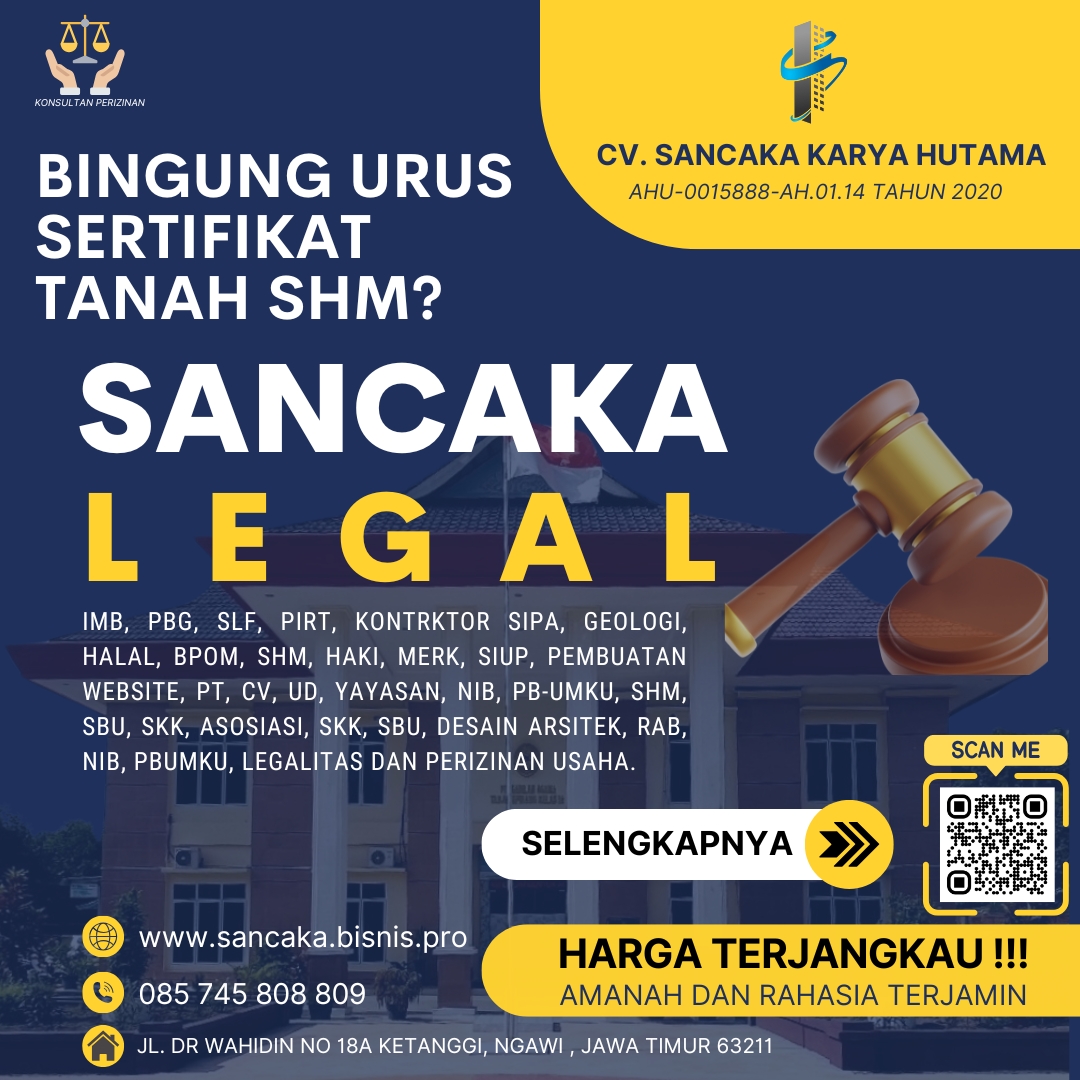 KONSULTAN PERIZINAN
CV. SANCAKA KARYA HUTAMA
AHU-0015888-AH.01.14 TAHUN 2020
BINGUNG URUS
SERTIFIKAT
TANAH SHM?
SANCAKA
LEGAL
IMB, PBG, SLF, PIRT, KONTRKTOR SIPA, GEOLOGI,
HALAL, BPOM, SHM, HAKI, MERK, SIUP, PEMBUATAN
WEBSITE, PT, CV, UD, YAYASAN, NIB, PB-UMKU, SHM,
SBU, SKK, ASOSIASI, SKK, SBU, DESAIN ARSITEK, RAB,
NIB, PBUMKU, LEGALITAS DAN PERIZINAN USAHA.
SCAN ME
SELENGKAPNYA
www.sancaka.bisnis.pro
085 745 808 809
HARGA TERJANGKAU !!!
AMANAH DAN RAHASIA TERJAMIN
JL. DR WAHIDIN NO 18A KETANGGI, NGAWI , JAWA TIMUR 63211